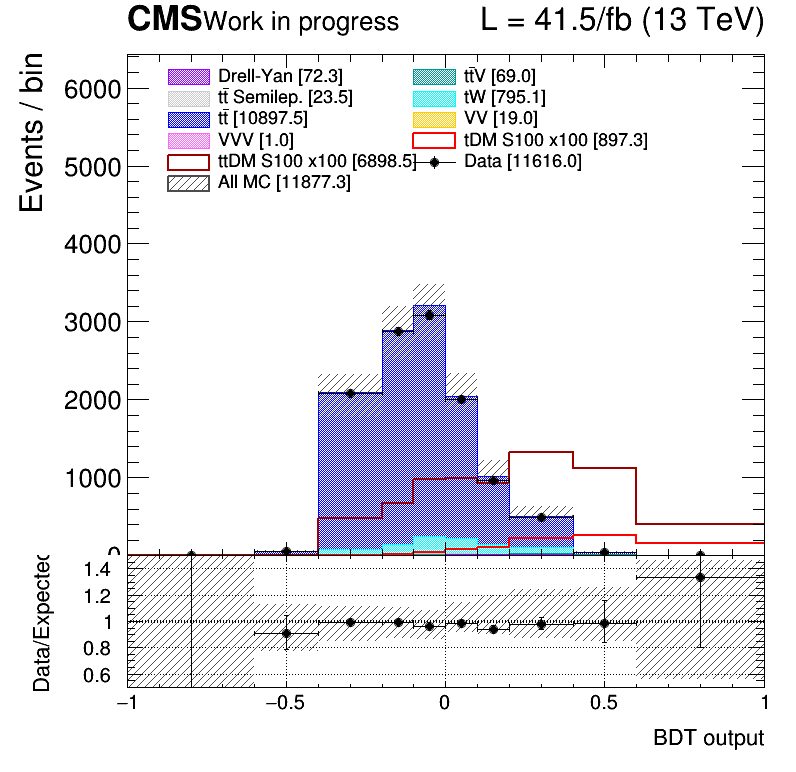 CMS Work in progress L = 41.5/fb (13 TeV)
Events / bin
Drell-Yan [72.3] tt̄V [69.0]
tt̄ Semilep. [23.5] tW [795.1]
tt̄ [10897.5] VV [19.0]
VVV [1.0] tDM S100 x100 [897.3]
ttDM S100 x100 [6898.5] Data [11616.0]
All MC [11877.3]
6000
5000
4000
3000
2000
1000
0
Data/Expected
1.4
1.2
1
0.8
0.6
−1 −0.5 0 0.5 1
BDT output